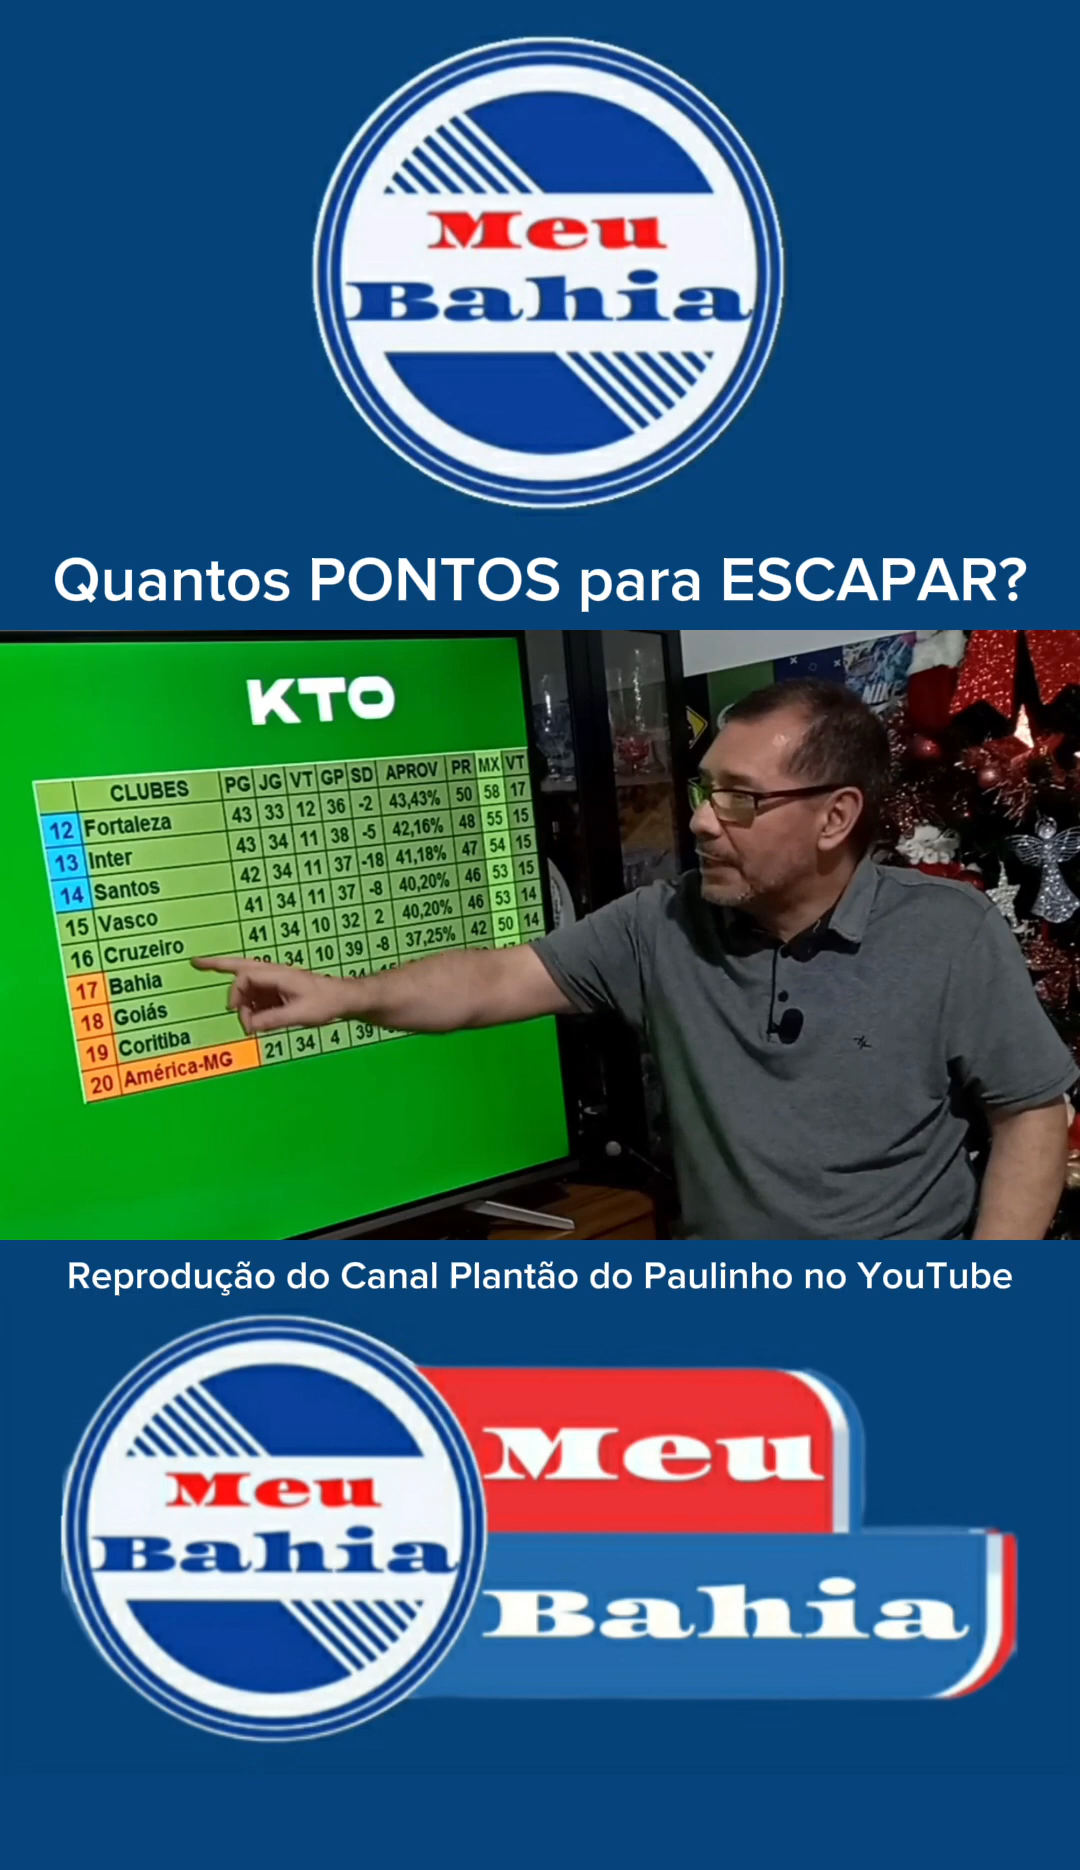 Meu
Bahia
Quantos PONTOS para ESCAPAR?
KTO
CLUBES PG JG VT GP SD APROV PR MX VT
12 Fortaleza 43 33 12 36 -2 43,43% 50 58 17
13 Inter 43 34 11 38 -5 42,16% 48 55 15
14 Santos 42 34 11 37 -18 41,18% 47 54 15
15 Vasco 41 34 11 37 -8 40,20% 46 53 15
16 Cruzeiro 41 34 10 32 2 40,20% 46 53 14
17 Bahia 34 10 39 -8 37,25% 42 50 14
18 Goiás
19 Coritiba
20 América-MG 21 34 4 39
NIKE
Reprodução do Canal Plantão do Paulinho no YouTube
Meu
Bahia
Meu
Bahia